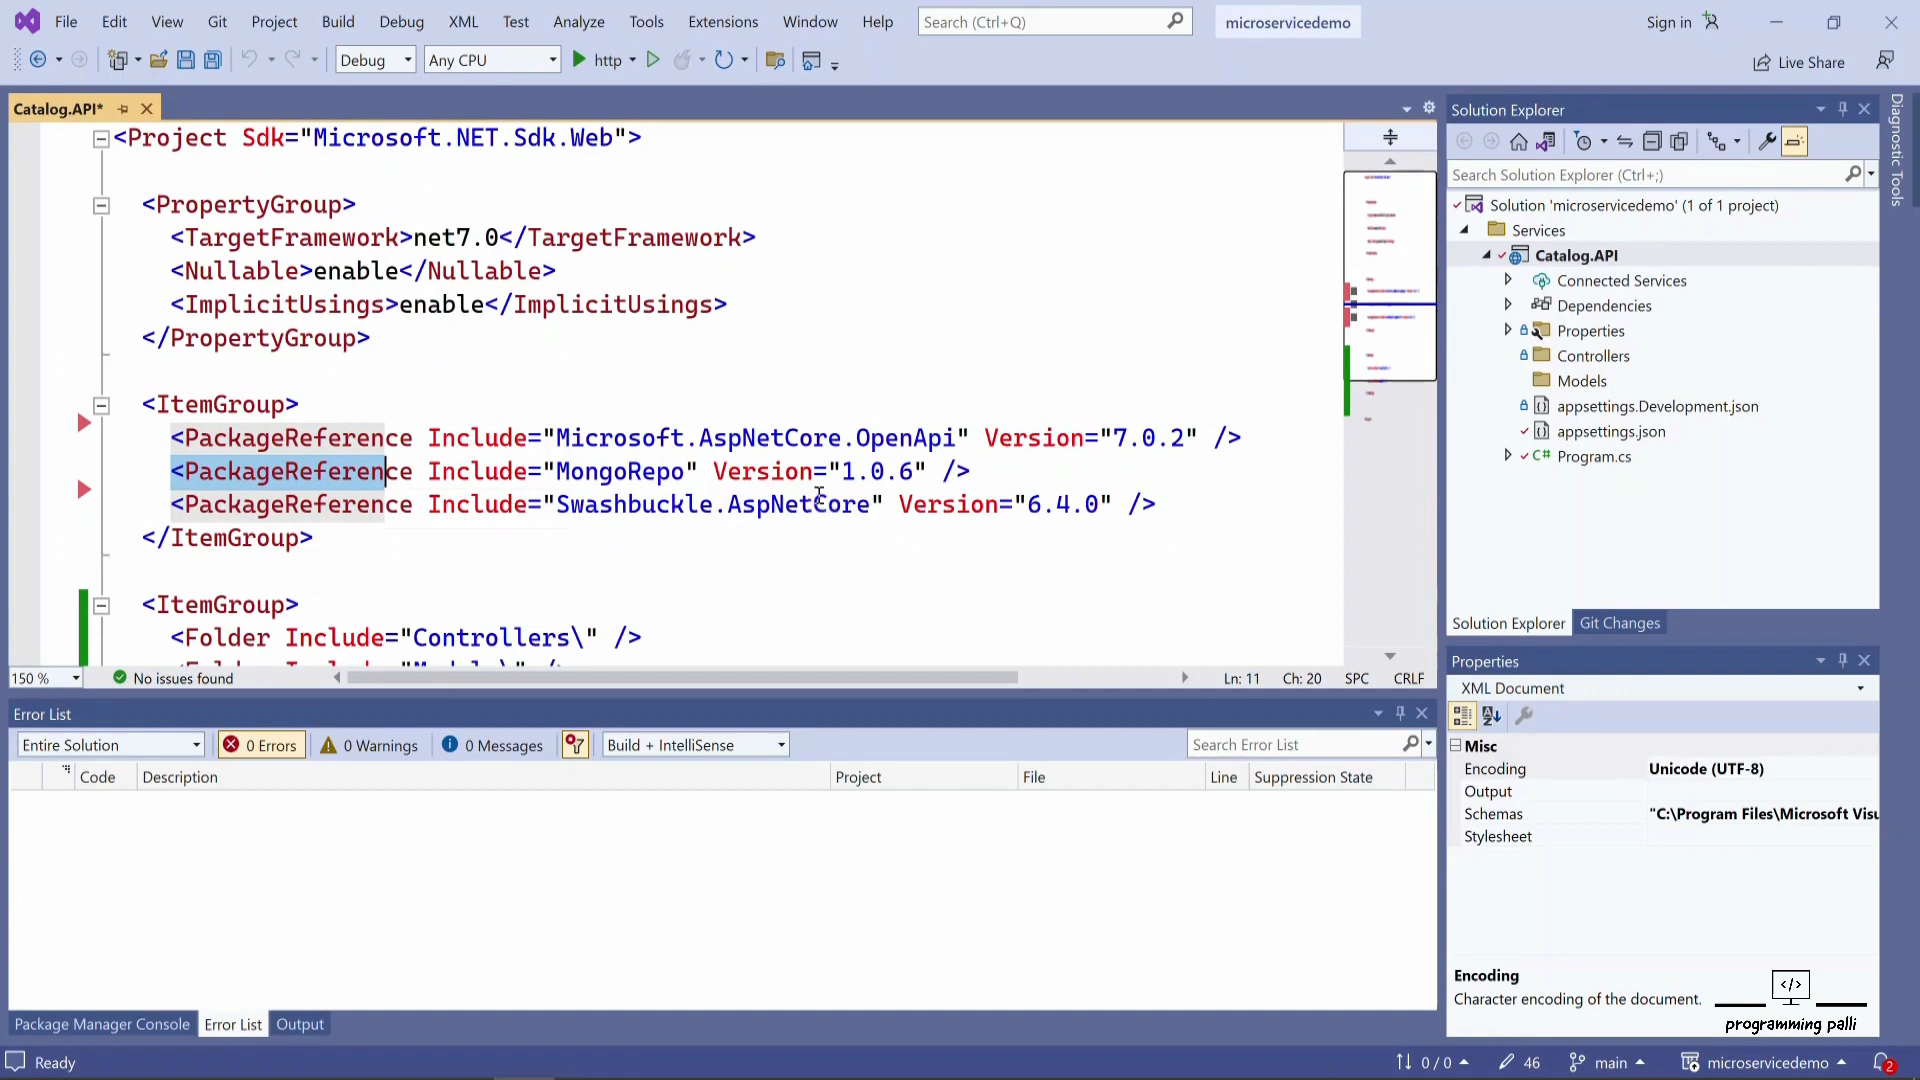 File Edit View Git Project Build Debug XML Test Analyze Tools Extensions Window Help Search (Ctrl+Q) microservicedemo Sign in
Debug Any CPU http Live Share
Catalog.API*
<Project Sdk="Microsoft.NET.Sdk.Web">
<PropertyGroup>
<TargetFramework>net7.0</TargetFramework>
<Nullable>enable</Nullable>
<ImplicitUsings>enable</ImplicitUsings>
</PropertyGroup>
<ItemGroup>
<PackageReference Include="Microsoft.AspNetCore.OpenApi" Version="7.0.2" />
<PackageReference Include="MongoRepo" Version="1.0.6" />
<PackageReference Include="Swashbuckle.AspNetCore" Version="6.4.0" />
</ItemGroup>
<ItemGroup>
<Folder Include="Controllers\" />
150 % No issues found Ln: 11 Ch: 20 SPC CRLF
Error List
Entire Solution 0 Errors 0 Warnings 0 Messages Build + IntelliSense Search Error List
Code Description Project File Line Suppression State
Package Manager Console Error List Output
Solution Explorer
Search Solution Explorer (Ctrl+;)
Solution 'microservicedemo' (1 of 1 project)
Services
Catalog.API
Connected Services
Dependencies
Properties
Controllers
Models
appsettings.Development.json
appsettings.json
C# Program.cs
Solution Explorer Git Changes
Properties
XML Document
Misc
Encoding Unicode (UTF-8)
Output
Schemas "C:\Program Files\Microsoft Visu
Stylesheet
Encoding
Character encoding of the document.
</>
programming palli
Diagnostic Tools
Ready 0 / 0 46 main microservicedemo 2